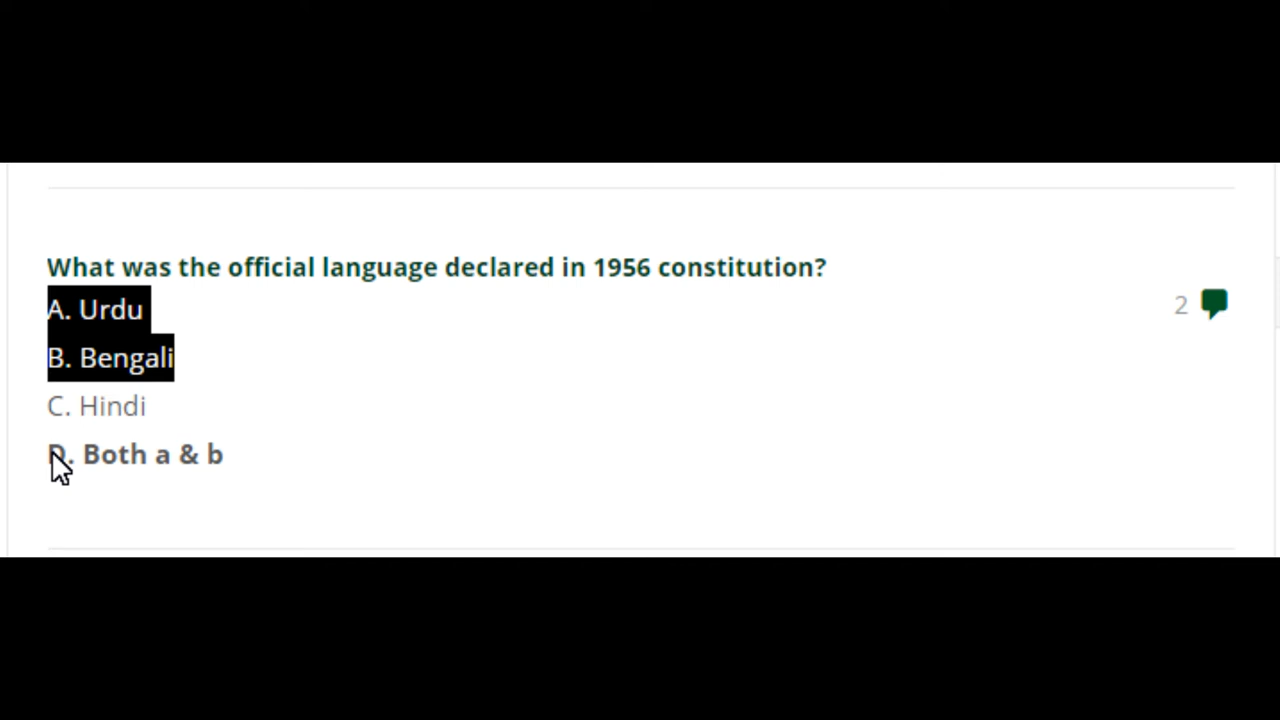 What was the official language declared in 1956 constitution?
A. Urdu
2
B. Bengali
C. Hindi
D. Both a & b